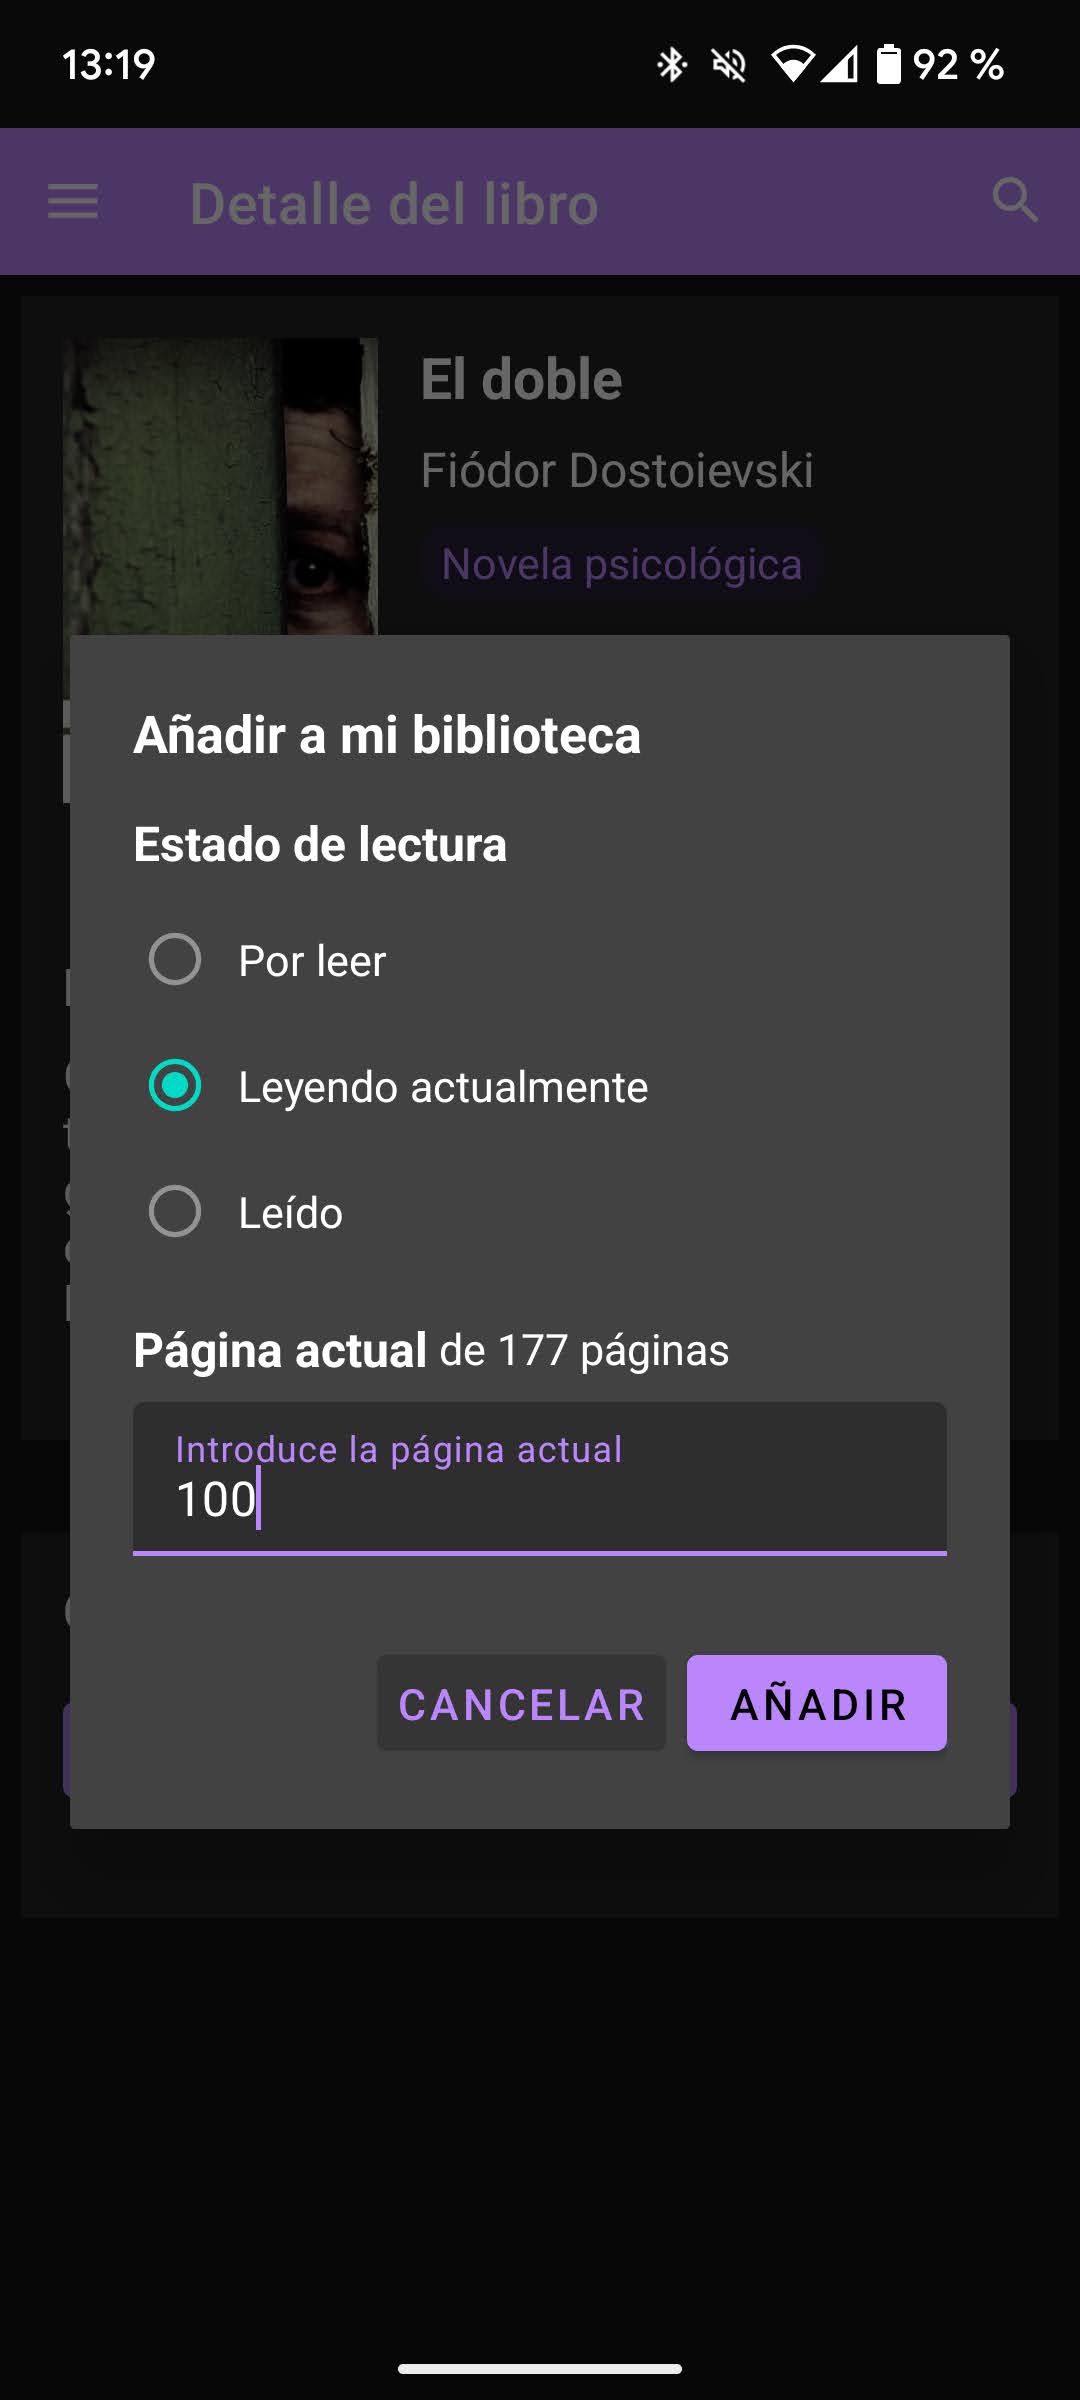 13:19
92 %
Detalle del libro
El doble
Fiódor Dostoievski
Novela psicológica
Añadir a mi biblioteca
Estado de lectura
Por leer
Leyendo actualmente
Leído
Página actual de 177 páginas
Introduce la página actual
100
CANCELAR
AÑADIR